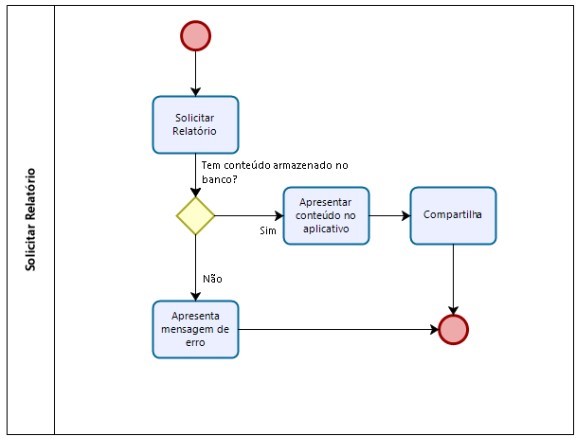 Solicitar Relatório
Solicitar
Relatório
Tem conteúdo armazenado no
banco?
Sim
Apresentar
conteúdo no
aplicativo
Compartilha
Não
Apresenta
mensagem de
erro